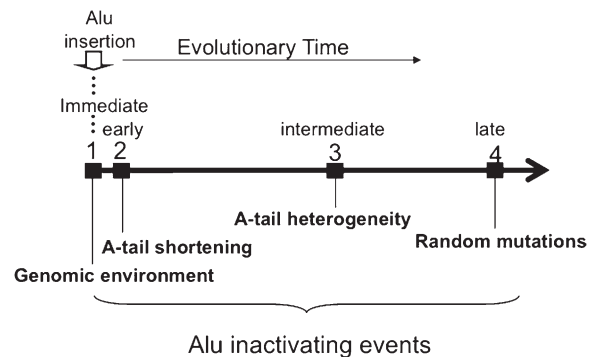 Alu
insertion
Evolutionary Time
Immediate
early
intermediate
late
1 2 3 4
A-tail heterogeneity
Random mutations
A-tail shortening
Genomic environment
Alu inactivating events